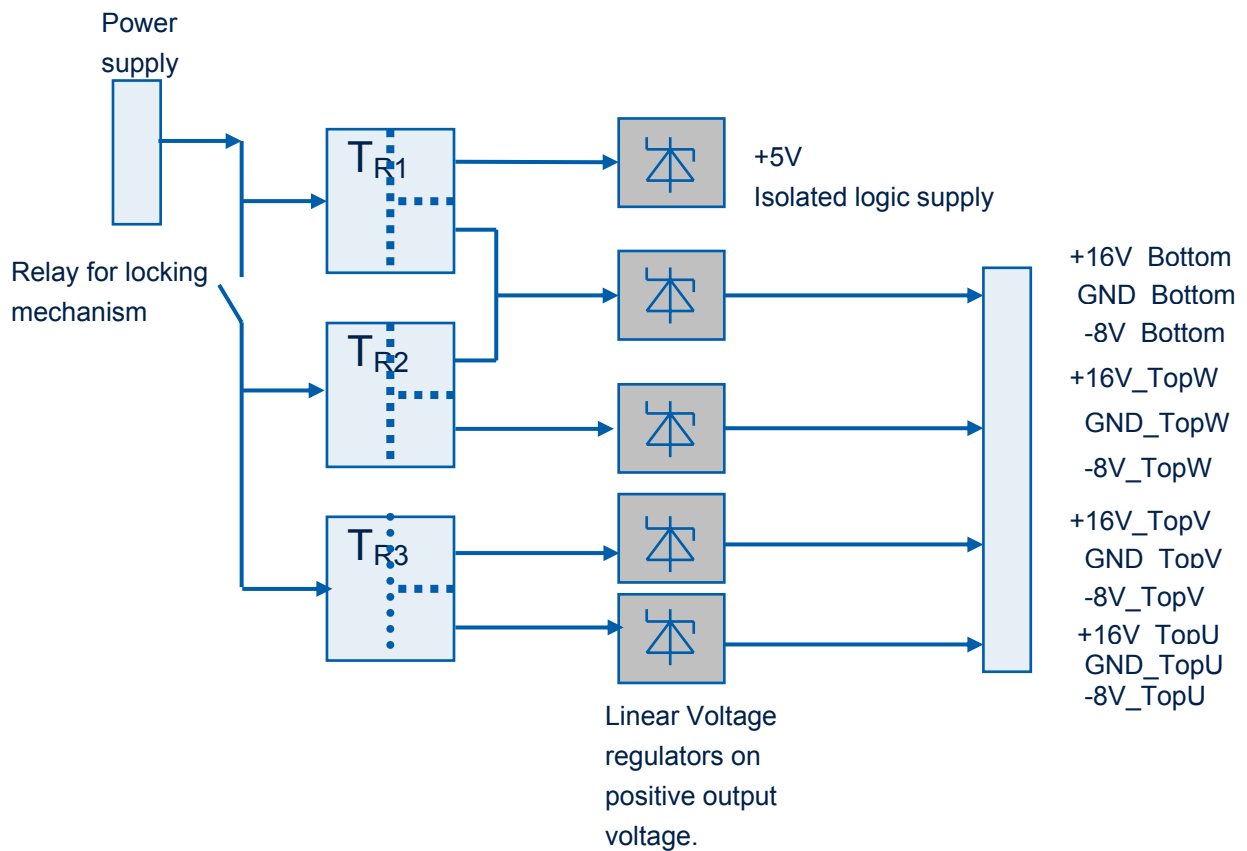 Power
supply
TR1
+5V
Isolated logic supply
Relay for locking
mechanism
+16V Bottom
GND Bottom
-8V Bottom
TR2
+16V_TopW
GND_TopW
-8V_TopW
TR3
+16V_TopV
GND_TopV
-8V_TopV
+16V_TopU
GND_TopU
-8V_TopU
Linear Voltage
regulators on
positive output
voltage.